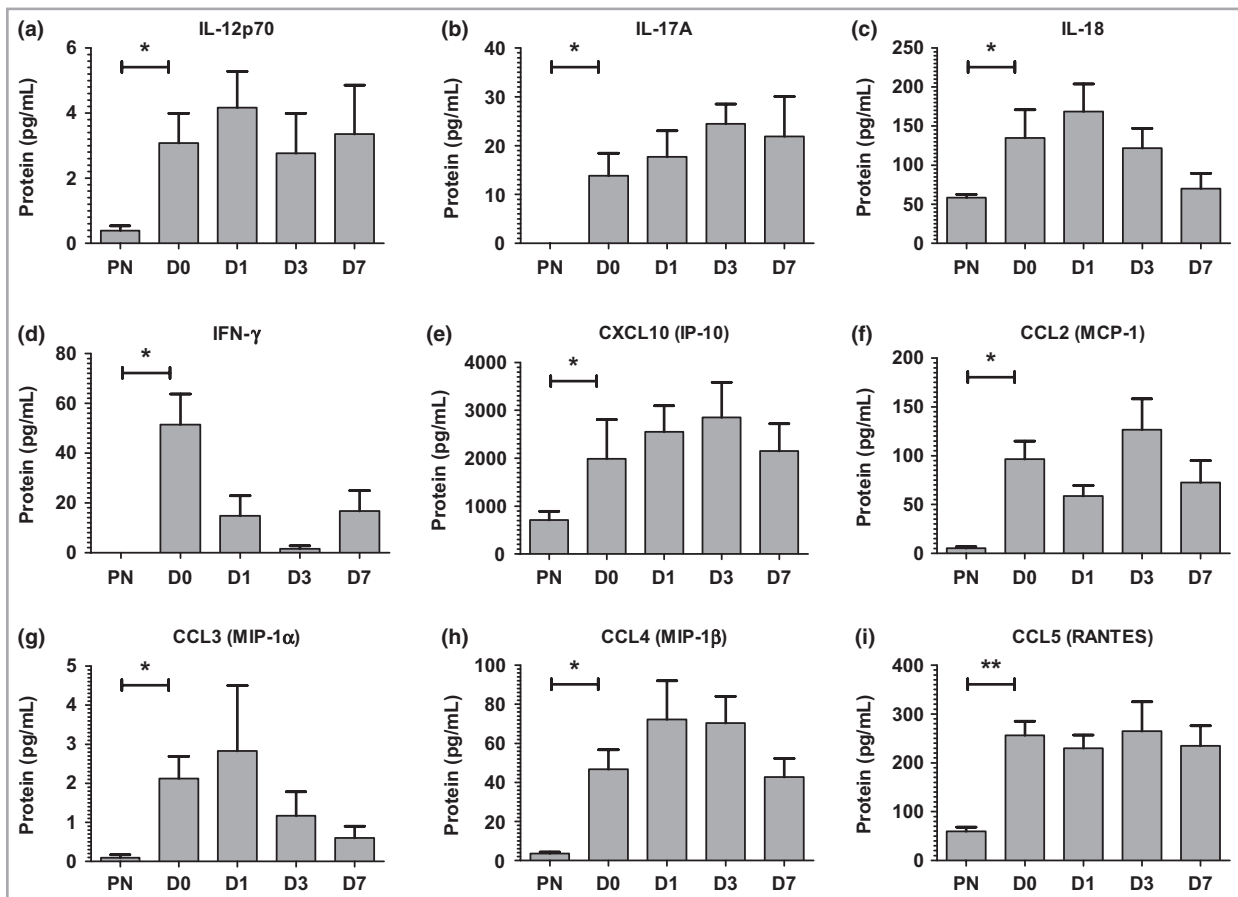 (a) IL-12p70
*
6
4
2
0
Protein (pg/mL)
PN D0 D1 D3 D7
(b) IL-17A
*
40
30
20
10
0
Protein (pg/mL)
PN D0 D1 D3 D7
(c) IL-18
*
250
200
150
100
50
0
Protein (pg/mL)
PN D0 D1 D3 D7
(d) IFN-γ
*
80
60
40
20
0
Protein (pg/mL)
PN D0 D1 D3 D7
(e) CXCL10 (IP-10)
*
4000
3000
2000
1000
0
Protein (pg/mL)
PN D0 D1 D3 D7
(f) CCL2 (MCP-1)
*
200
150
100
50
0
Protein (pg/mL)
PN D0 D1 D3 D7
(g) CCL3 (MIP-1α)
*
5
4
3
2
1
0
Protein (pg/mL)
PN D0 D1 D3 D7
(h) CCL4 (MIP-1β)
*
100
80
60
40
20
0
Protein (pg/mL)
PN D0 D1 D3 D7
(i) CCL5 (RANTES)
**
400
300
200
100
0
Protein (pg/mL)
PN D0 D1 D3 D7